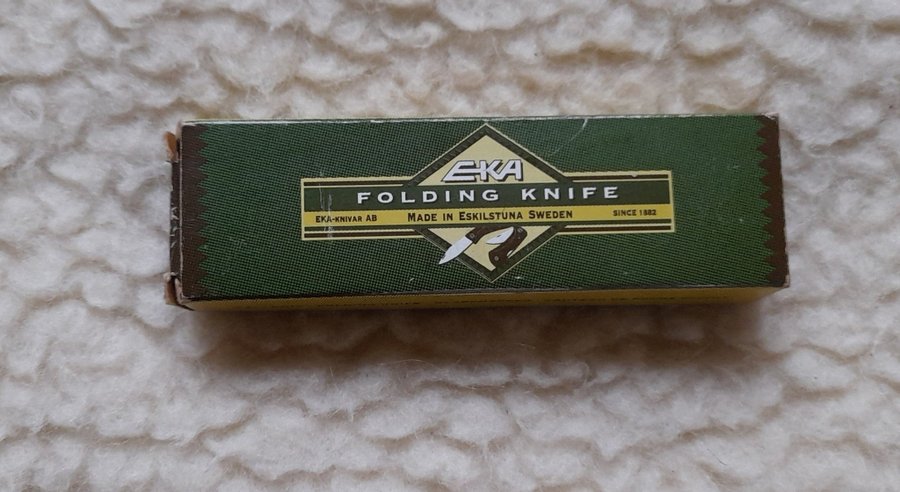 EKA
FOLDING KNIFE
EKA-KNIVAR AB MADE IN ESKILSTUNA SWEDEN SINCE 1882